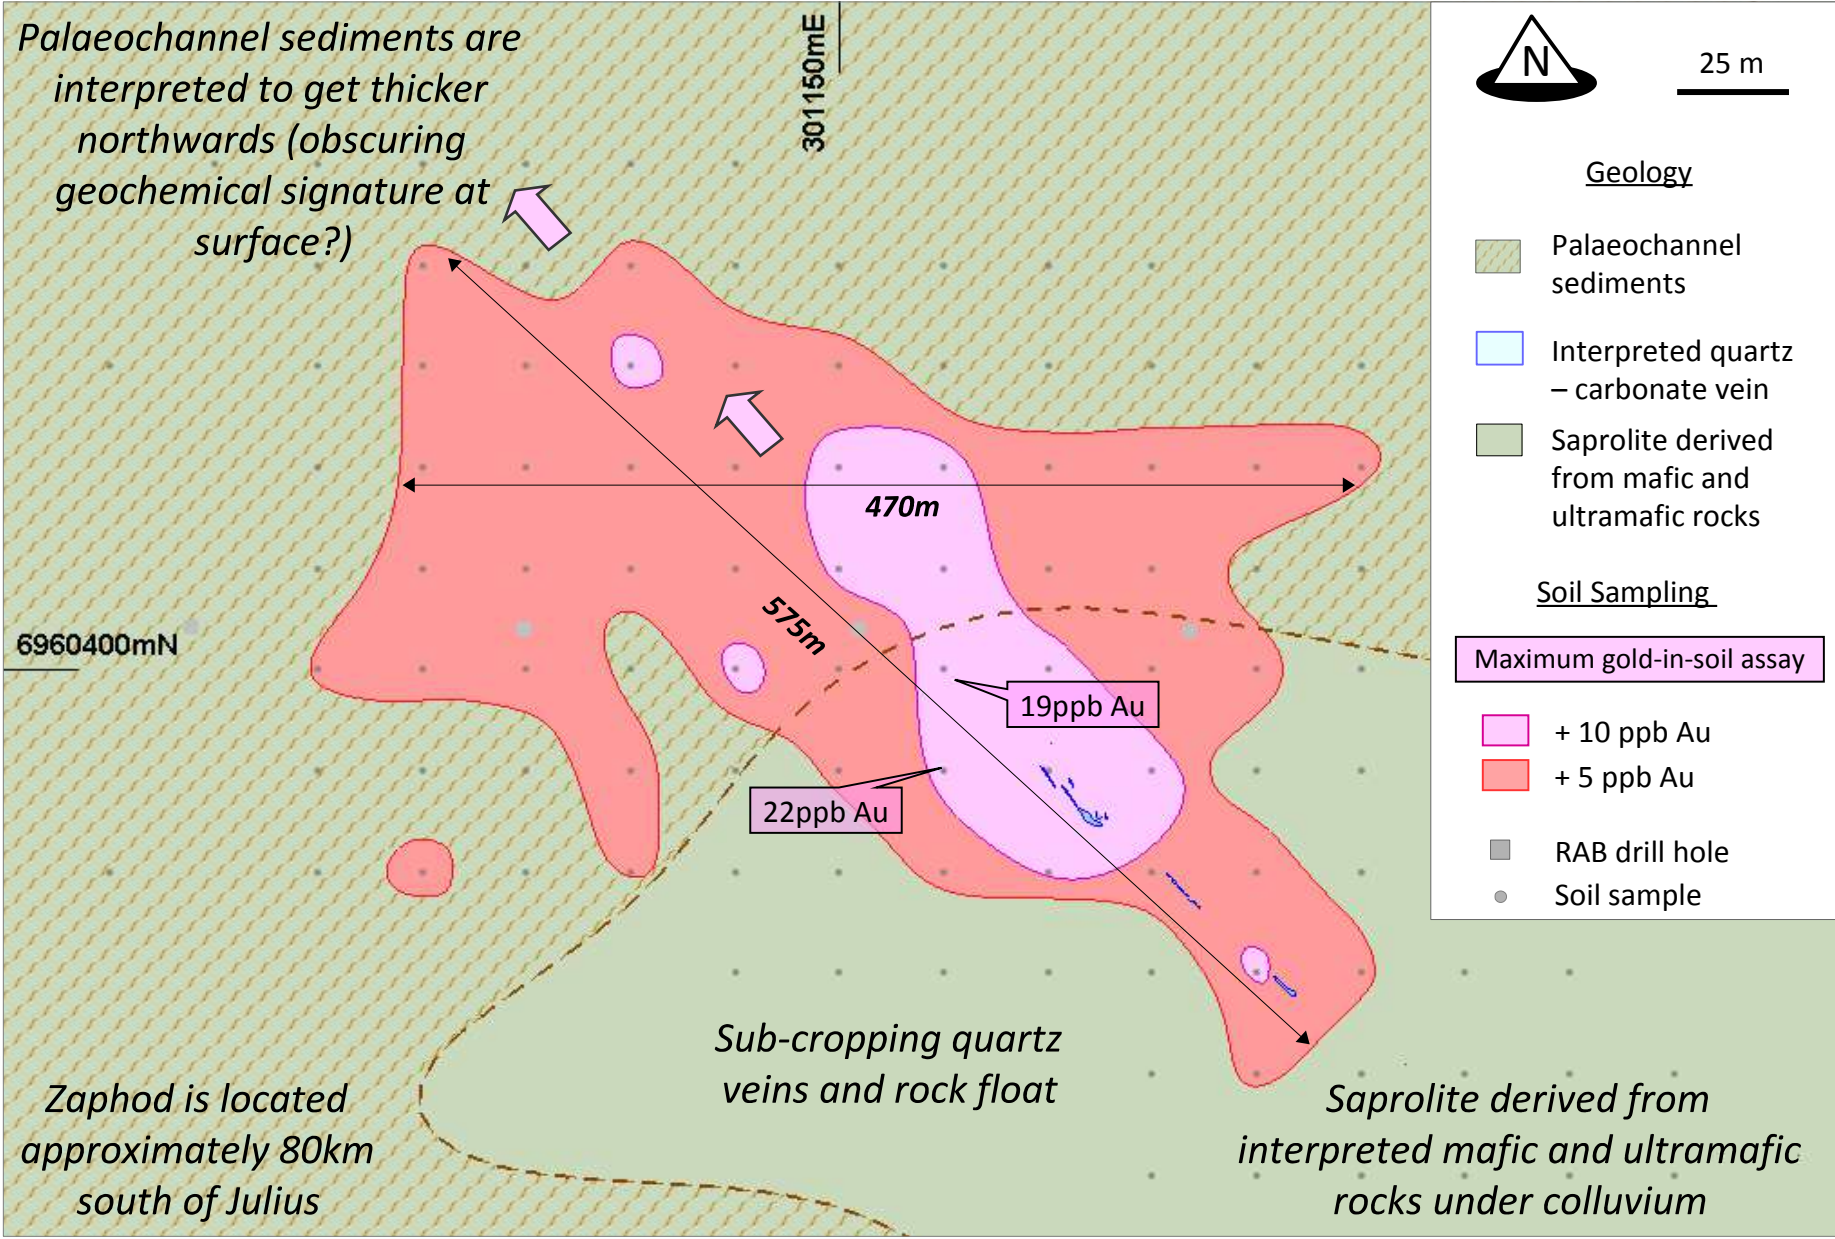 Palaeochannel sediments are
interpreted to get thicker
northwards (obscuring
geochemical signature at
surface?)
301150mE
6960400mN
470m
575m
19ppb Au
22ppb Au
Sub-cropping quartz
veins and rock float
Zaphod is located
approximately 80km
south of Julius
Saprolite derived from
interpreted mafic and ultramafic
rocks under colluvium
N
25 m
Geology
Palaeochannel
sediments
Interpreted quartz
– carbonate vein
Saprolite derived
from mafic and
ultramafic rocks
Soil Sampling
Maximum gold-in-soil assay
+ 10 ppb Au
+ 5 ppb Au
RAB drill hole
Soil sample